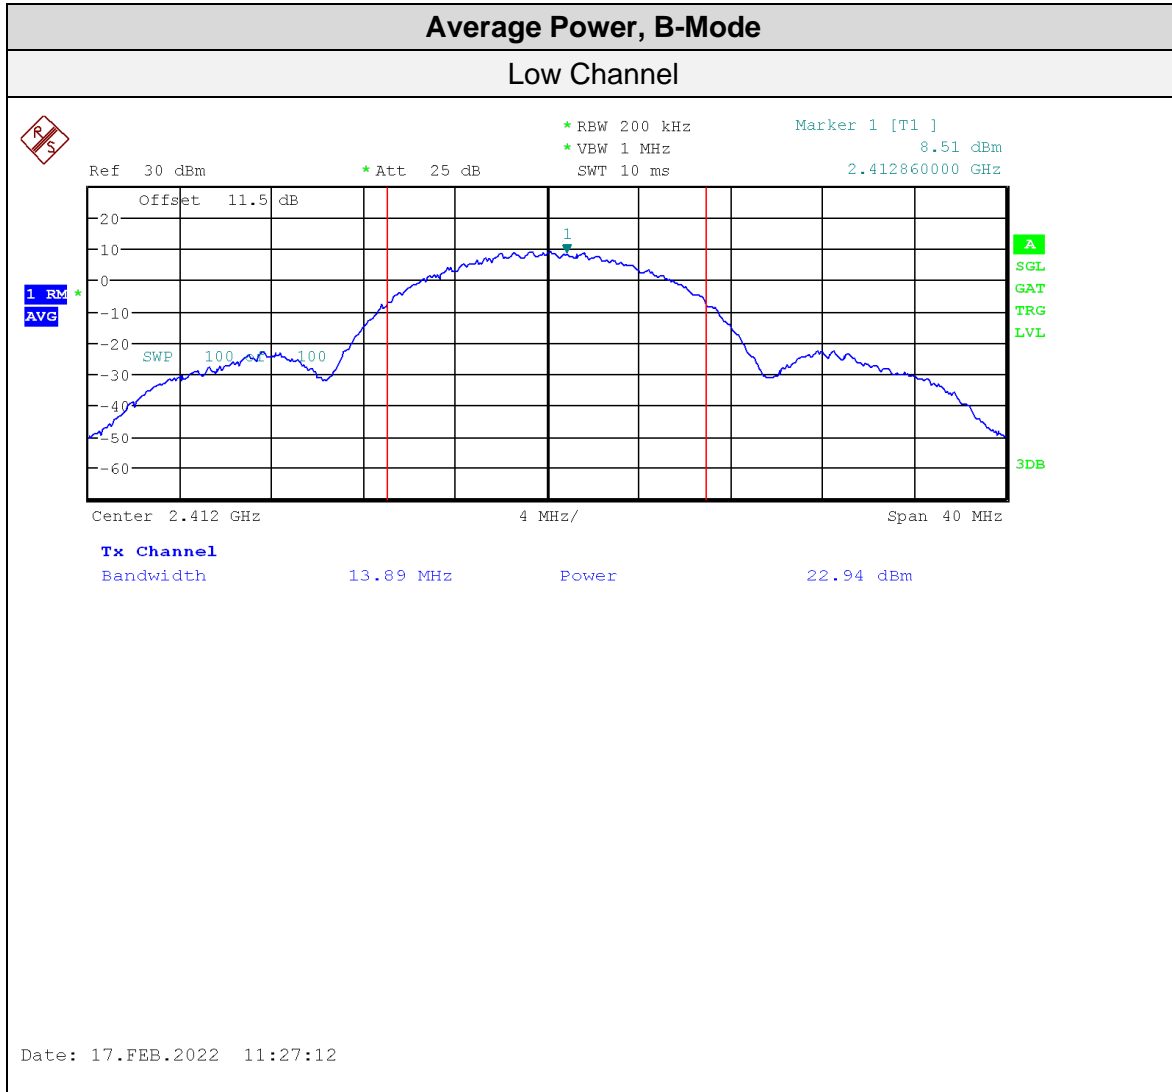 Average Power, B-Mode
Low Channel
R S
* RBW 200 kHz Marker 1 [T1 ]
* VBW 1 MHz 8.51 dBm
Ref 30 dBm * Att 25 dB SWT 10 ms 2.412860000 GHz
Offset 11.5 dB
20
10
1
A
SGL
0
GAT
1 RM *
AVG
-10
TRG
LVL
-20
SWP 100 of 100
-30
-40
-50
-60
3DB
Center 2.412 GHz 4 MHz/ Span 40 MHz
Tx Channel
Bandwidth 13.89 MHz Power 22.94 dBm
Date: 17.FEB.2022 11:27:12